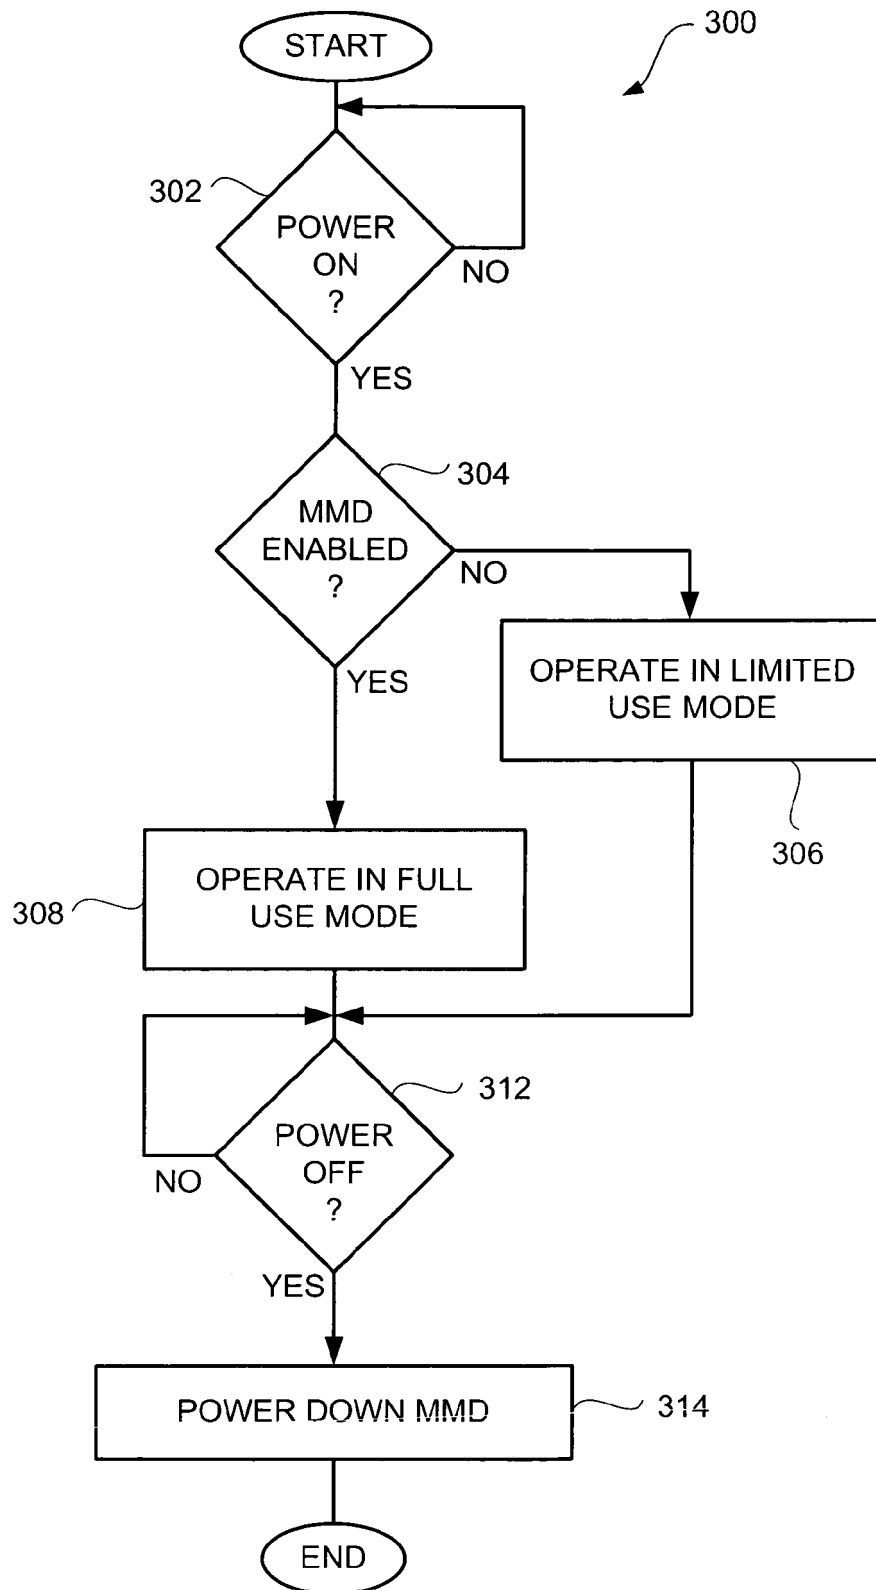 START
300
302
POWER
ON
?
NO
YES
304
MMD
ENABLED
?
NO
YES
OPERATE IN LIMITED
USE MODE
306
OPERATE IN FULL
USE MODE
308
312
POWER
OFF
?
NO
YES
POWER DOWN MMD
314
END